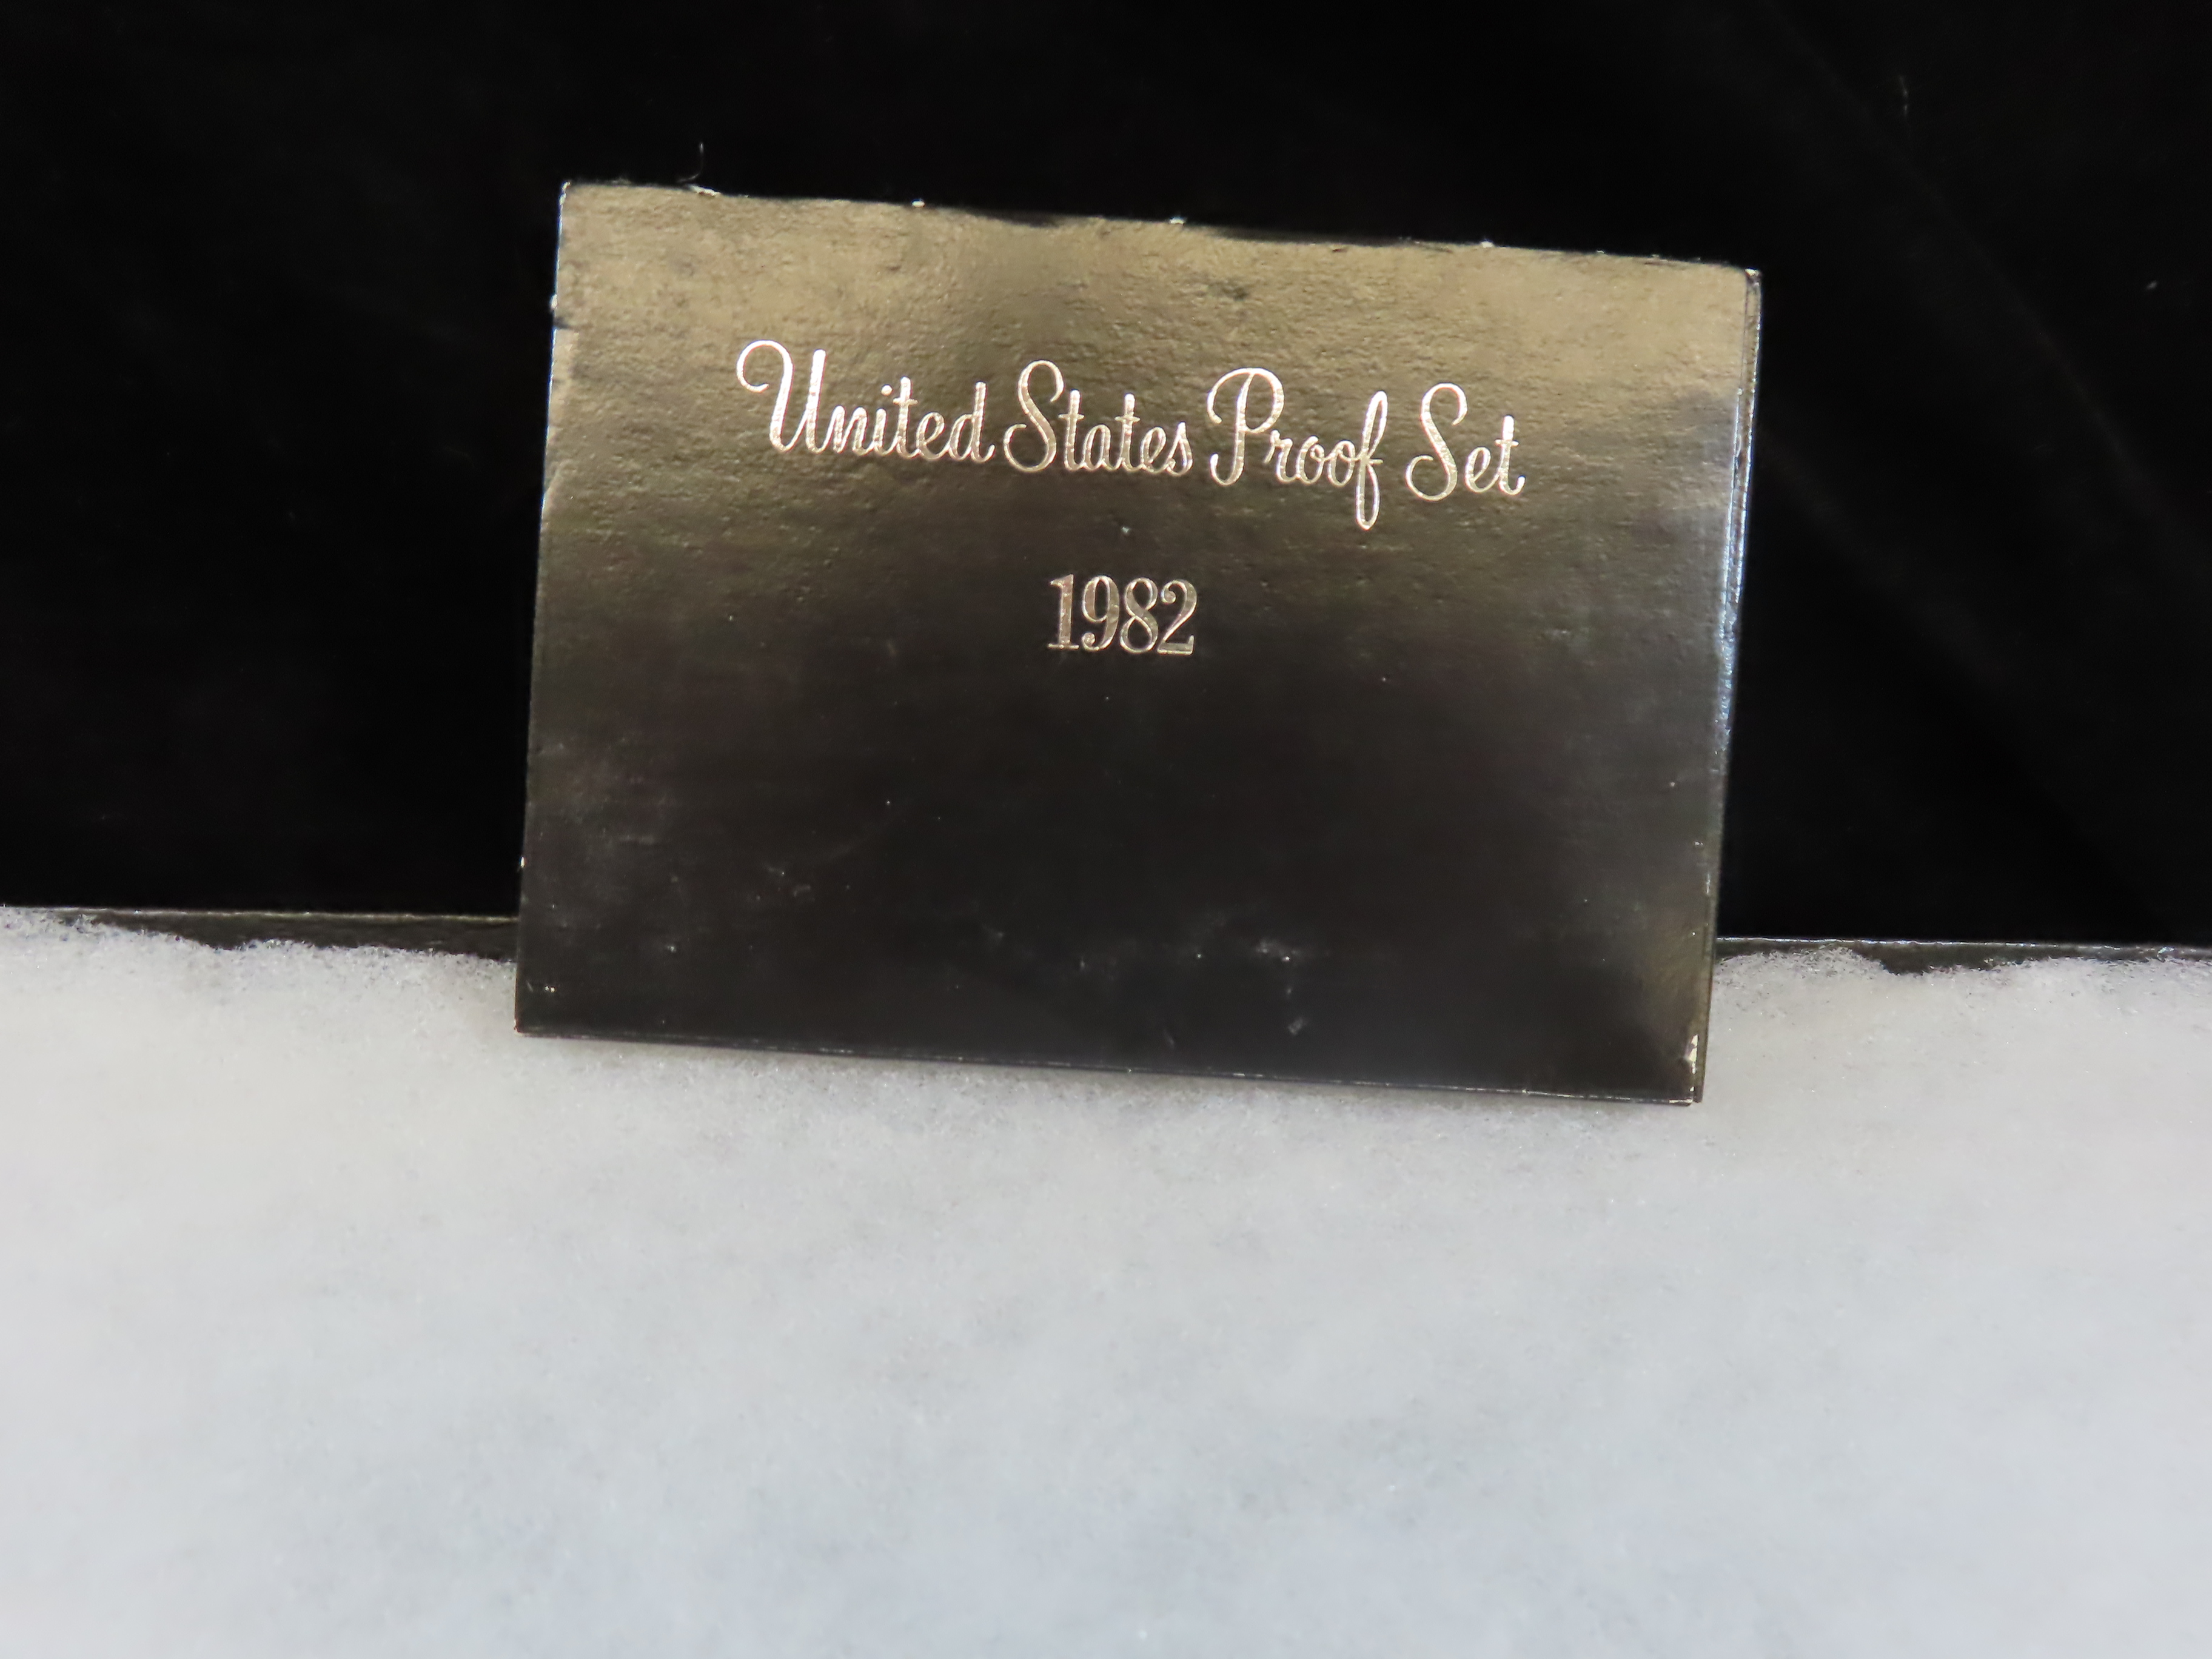 United States Proof Set
1982